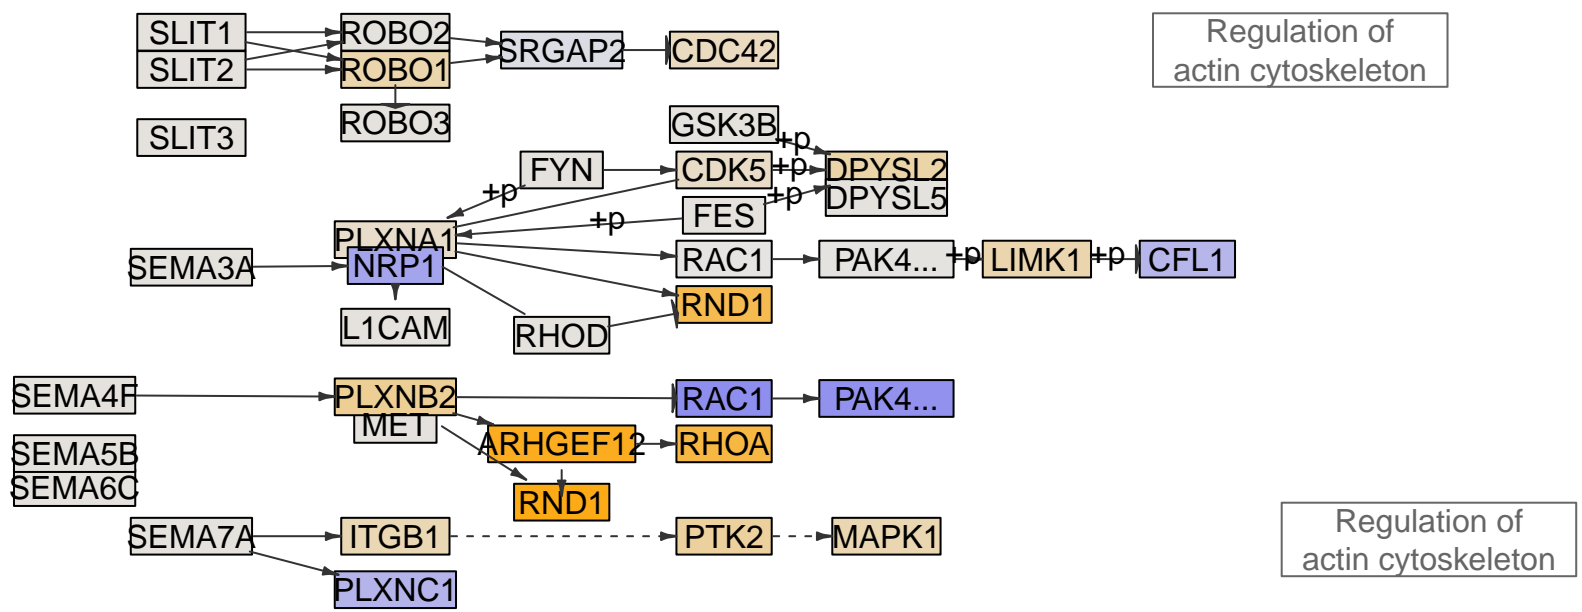 SLIT1
ROBO2
SRGAP2
CDC42
Regulation of
actin cytoskeleton
SLIT2
ROBO1
SLIT3
ROBO3
GSK3B
+p
FYN
CDK5
+p
DPYSL2
+p
+p
DPYSL5
FES
+p
PLXNA1
SEMA3A
NRP1
RAC1
PAK4...
+p
LIMK1
+p
CFL1
RND1
L1CAM
RHOD
SEMA4F
PLXNB2
RAC1
PAK4...
MET
ARHGEF12
RHOA
SEMA5B
SEMA6C
RND1
SEMA7A
ITGB1
PTK2
MAPK1
Regulation of
actin cytoskeleton
PLXNC1